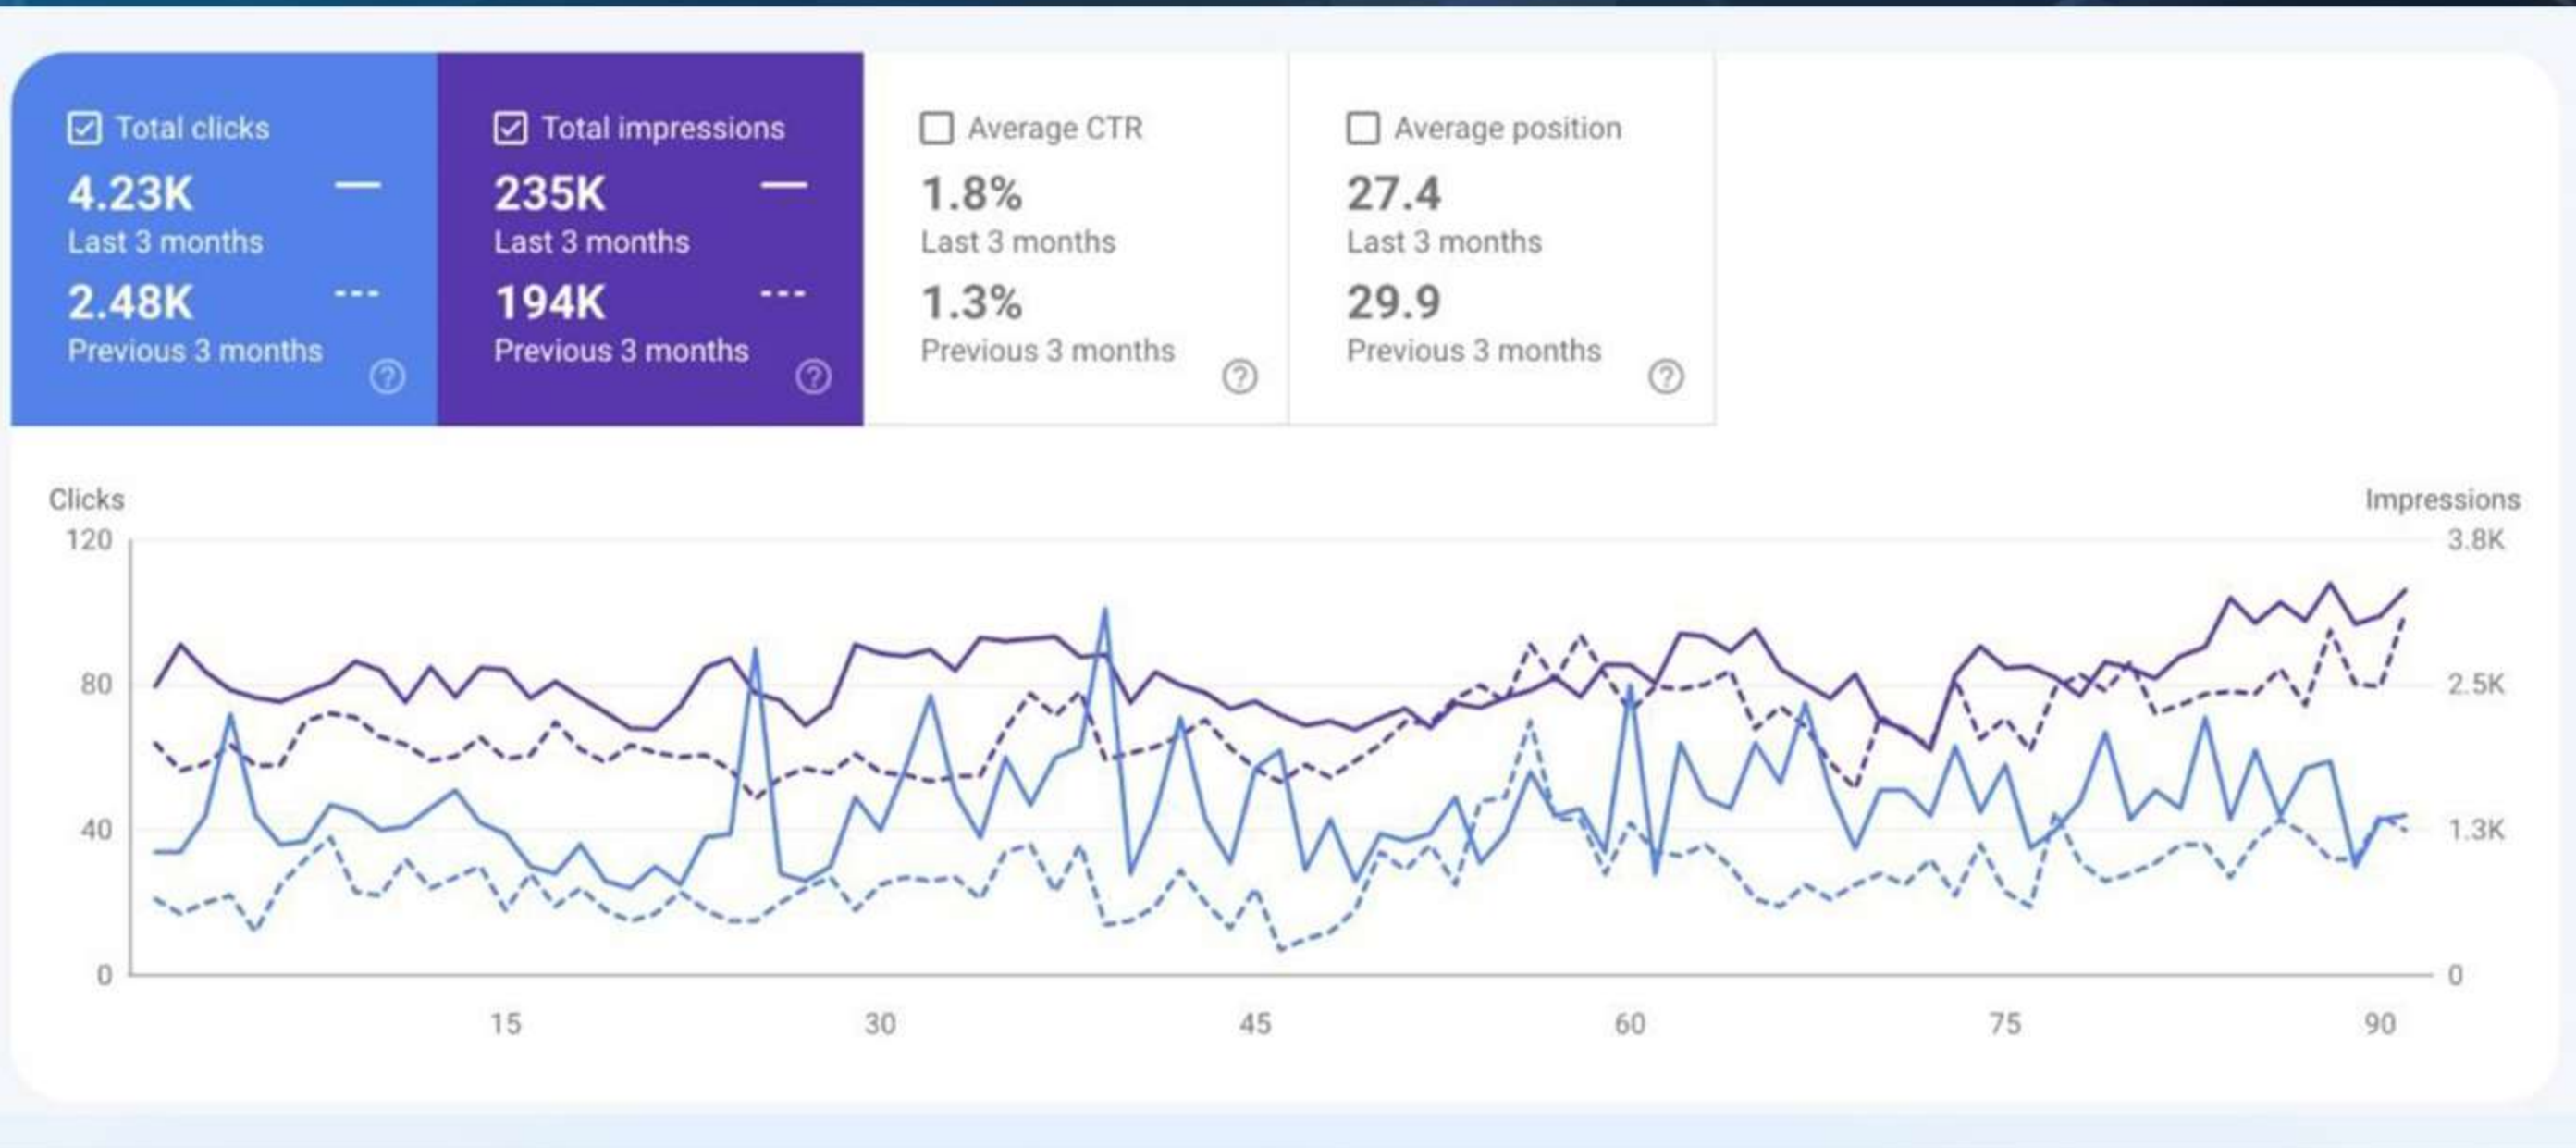 Total clicks
4.23K
Last 3 months
2.48K
Previous 3 months
Total impressions
235K
Last 3 months
194K
Previous 3 months
Average CTR
1.8%
Last 3 months
1.3%
Previous 3 months
Average position
27.4
Last 3 months
29.9
Previous 3 months
Clicks
120
80
40
0
Impressions
3.8K
2.5K
1.3K
0
15 30 45 60 75 90